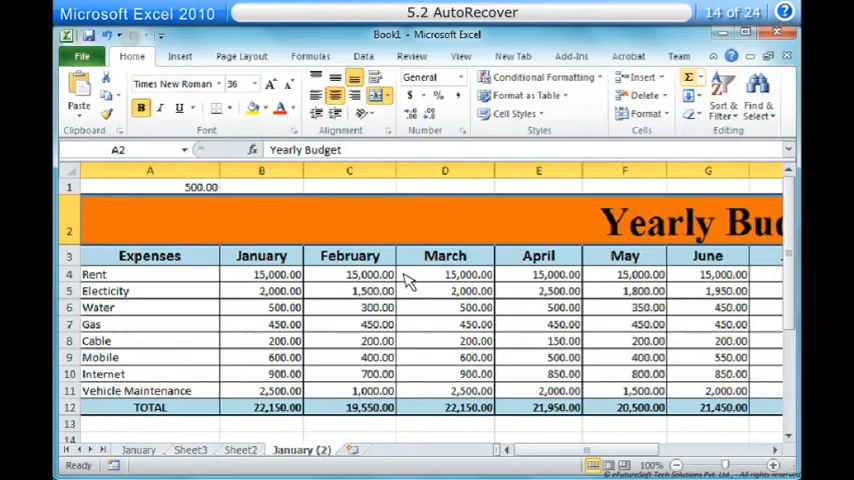 Microsoft Excel 2010
5.2 AutoRecover
14 of 24
Book1 - Microsoft Excel
File Home Insert Page Layout Formulas Data Review View Add-Ins Acrobat Team
Paste
Times New Roman 36
B I U
General
$ % ,
Conditional Formatting
Format as Table
Cell Styles
Insert
Delete
Format
Σ
Sort & Filter
Find & Select
Clipboard Font Alignment Number Styles Cells Editing
A2 fx Yearly Budget
A B C D E F G
1 500.00
2 Yearly Bud
3 Expenses January February March April May June
4 Rent 15,000.00 15,000.00 15,000.00 15,000.00 15,000.00 15,000.00
5 Electicity 2,000.00 1,500.00 2,000.00 2,500.00 1,800.00 1,950.00
6 Water 500.00 300.00 500.00 500.00 350.00 450.00
7 Gas 450.00 450.00 450.00 450.00 450.00 450.00
8 Cable 200.00 200.00 200.00 150.00 200.00 200.00
9 Mobile 600.00 400.00 600.00 500.00 400.00 550.00
10 Internet 900.00 700.00 900.00 850.00 800.00 850.00
11 Vehicle Maintenance 2,500.00 1,000.00 2,500.00 2,000.00 1,500.00 2,000.00
12 TOTAL 22,150.00 19,550.00 22,150.00 21,950.00 20,500.00 21,450.00
13
14
January Sheet3 Sheet2 January (2)
Ready 100%
© eFutureSoft Tech Solutions Pvt. Ltd.